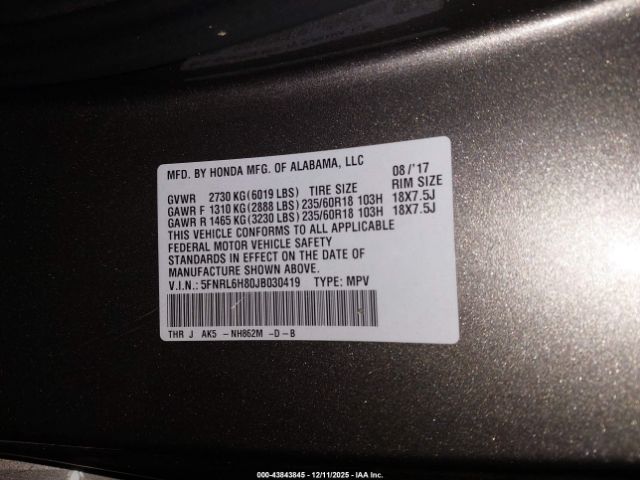 MFD. BY HONDA MFG. OF ALABAMA, LLC 08/'17
GVWR 2730 KG(6019 LBS) TIRE SIZE RIM SIZE
GAWR F 1310 KG(2888 LBS) 235/60R18 103H 18X7.5J
GAWR R 1465 KG(3230 LBS) 235/60R18 103H 18X7.5J
THIS VEHICLE CONFORMS TO ALL APPLICABLE
FEDERAL MOTOR VEHICLE SAFETY
STANDARDS IN EFFECT ON THE DATE OF
MANUFACTURE SHOWN ABOVE.
V.I.N.: 5FNRL6H80JB030419 TYPE: MPV
THR J AK5 -NH862M -D-B
000-43843845 - 12/11/2025 - IAA Inc.